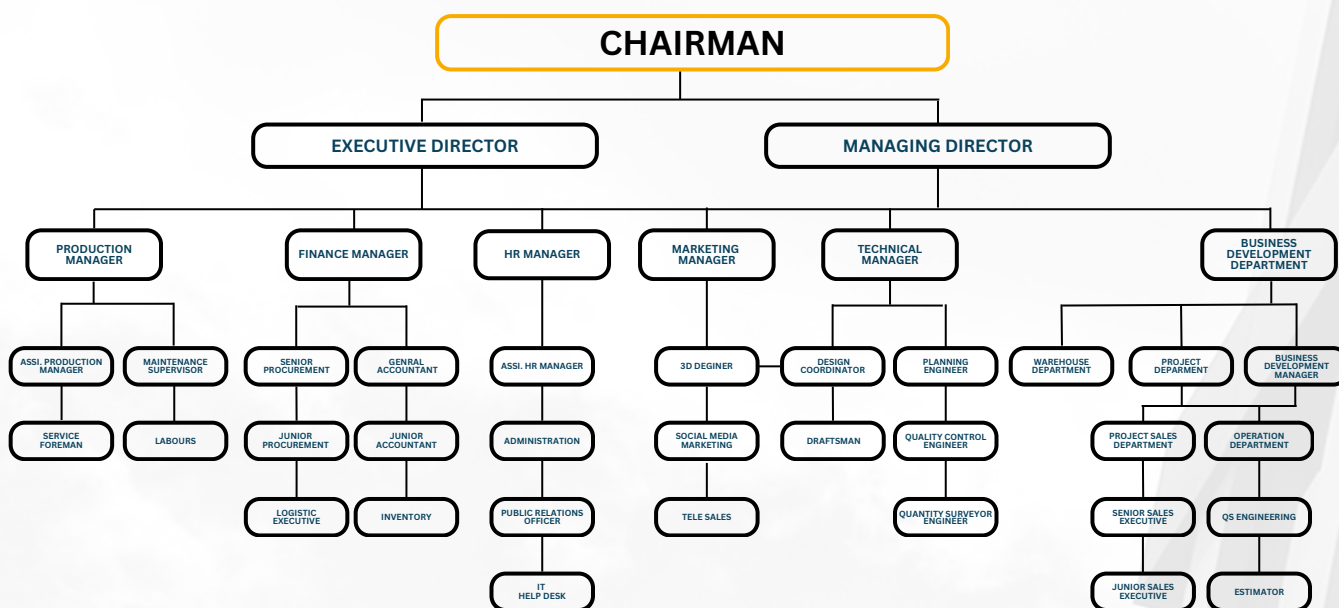 CHAIRMAN
EXECUTIVE DIRECTOR
MANAGING DIRECTOR
PRODUCTION
MANAGER
FINANCE MANAGER
HR MANAGER
MARKETING
MANAGER
TECHNICAL
MANAGER
BUSINESS
DEVELOPMENT
DEPARTMENT
ASSI. PRODUCTION
MANAGER
MAINTENANCE
SUPERVISOR
SENIOR
PROCUREMENT
GENRAL
ACCOUNTANT
ASSI. HR MANAGER
3D DEGINER
DESIGN
COORDINATOR
PLANNING
ENGINEER
WAREHOUSE
DEPARTMENT
PROJECT
DEPARMENT
BUSINESS
DEVELOPMENT
MANAGER
SERVICE
FOREMAN
LABOURS
JUNIOR
PROCUREMENT
JUNIOR
ACCOUNTANT
ADMINISTRATION
SOCIAL MEDIA
MARKETING
DRAFTSMAN
QUALITY CONTROL
ENGINEER
PROJECT SALES
DEPARTMENT
OPERATION
DEPARTMENT
LOGISTIC
EXECUTIVE
INVENTORY
PUBLIC RELATIONS
OFFICER
TELE SALES
QUANTITY SURVEYOR
ENGINEER
SENIOR SALES
EXECUTIVE
QS ENGINEERING
IT
HELP DESK
JUNIOR SALES
EXECUTIVE
ESTIMATOR